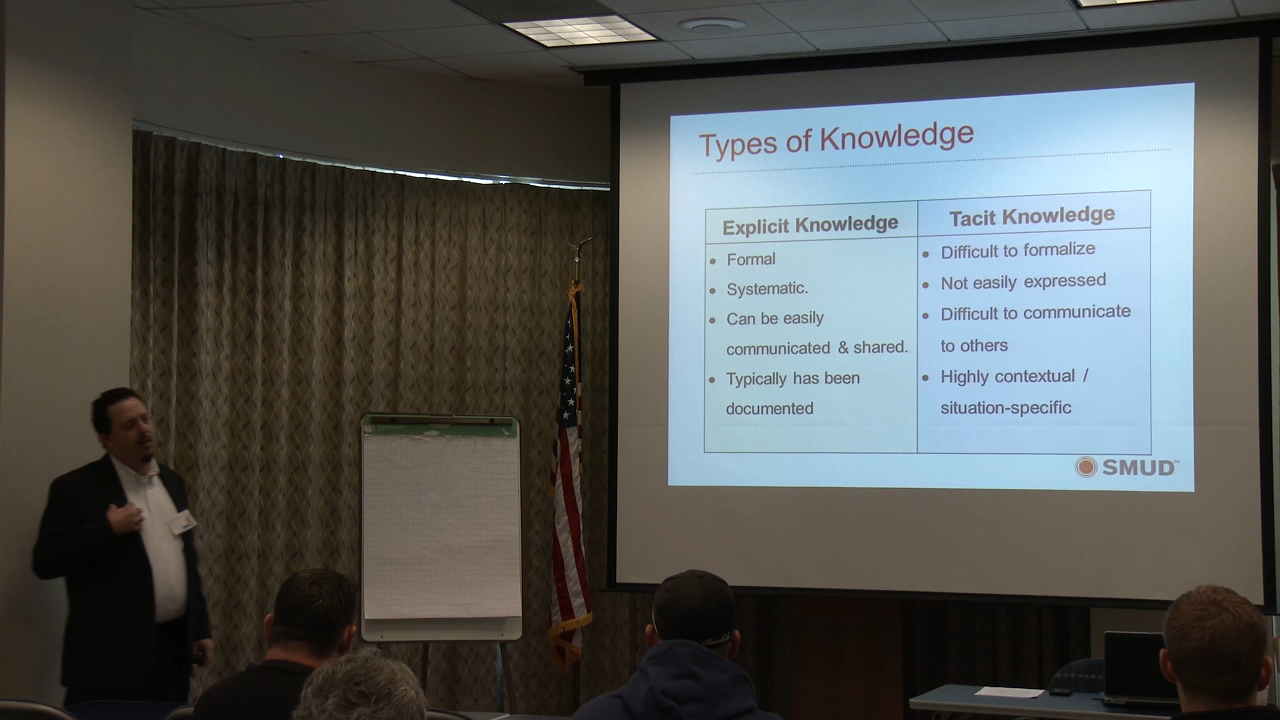 Types of Knowledge
Explicit Knowledge
Formal
Systematic.
Can be easily
communicated & shared.
Typically has been
documented
Tacit Knowledge
Difficult to formalize
Not easily expressed
Difficult to communicate
to others
Highly contextual /
situation-specific
SMUD™